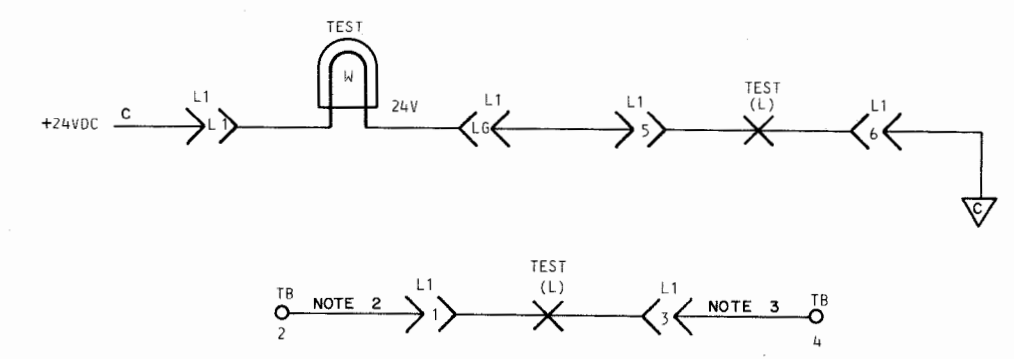 TEST
W
24V
+24VDC
C
L1
L1
L1
LG
L1
5
TEST
(L)
L1
6
C
TB
2
NOTE 2
L1
1
TEST
(L)
L1
3
NOTE 3
TB
4